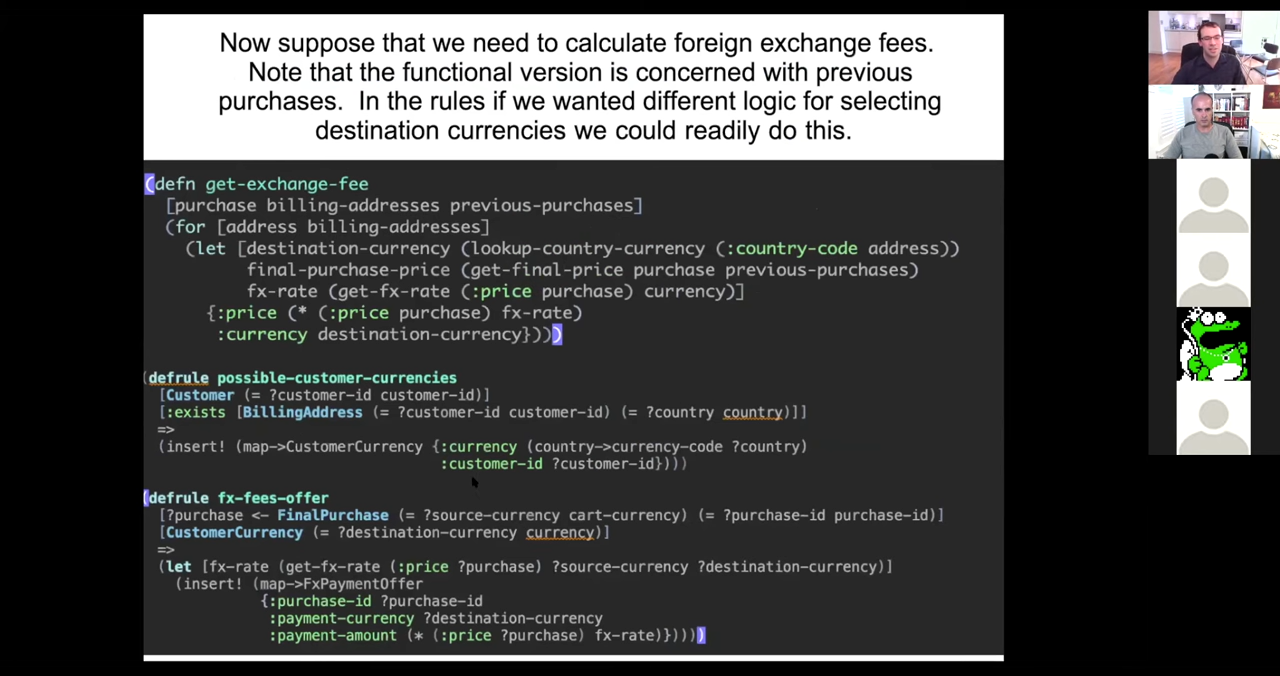 Now suppose that we need to calculate foreign exchange fees.
Note that the functional version is concerned with previous
purchases.  In the rules if we wanted different logic for selecting
destination currencies we could readily do this.
(defn get-exchange-fee
  [purchase billing-addresses previous-purchases]
  (for [address billing-addresses]
    (let [destination-currency (lookup-country-currency (:country-code address))
          final-purchase-price (get-final-price purchase previous-purchases)
          fx-rate (get-fx-rate (:price purchase) currency)]
      {:price (* (:price purchase) fx-rate)
       :currency destination-currency})))
(defrule possible-customer-currencies
  [Customer (= ?customer-id customer-id)]
  [:exists [BillingAddress (= ?customer-id customer-id) (= ?country country)]]
  =>
  (insert! (map->CustomerCurrency {:currency (country->currency-code ?country)
                                   :customer-id ?customer-id})))
(defrule fx-fees-offer
  [?purchase <- FinalPurchase (= ?source-currency cart-currency) (= ?purchase-id purchase-id)]
  [CustomerCurrency (= ?destination-currency currency)]
  =>
  (let [fx-rate (get-fx-rate (:price ?purchase) ?source-currency ?destination-currency)]
    (insert! (map->FxPaymentOffer
              {:purchase-id ?purchase-id
               :payment-currency ?destination-currency
               :payment-amount (* (:price ?purchase) fx-rate)}))))